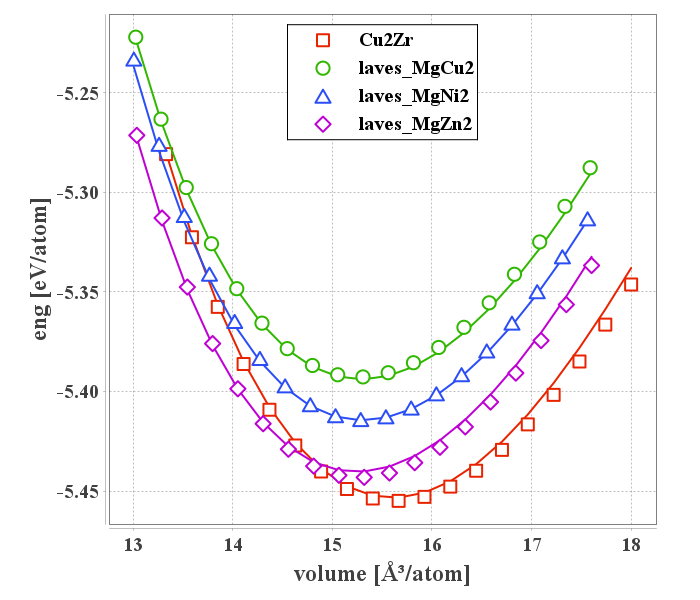 Cu2Zr
laves_MgCu2
laves_MgNi2
laves_MgZn2
eng [eV/atom]
-5.25
-5.30
-5.35
-5.40
-5.45
13 14 15 16 17 18
volume [Å³/atom]